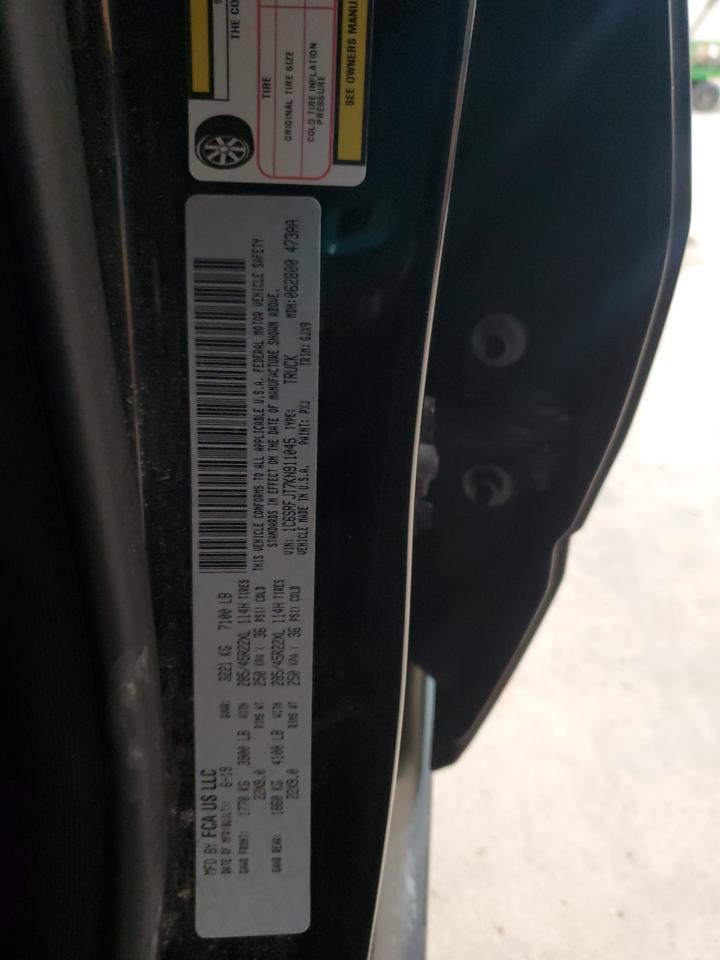 MFD BY FCA US LLC
DATE OF MFR(BUILT): 6-19 GVWR: 3221 KG 7100 LB
GAWR FRONT: 1770 KG 3900 LB WITH 285/45R22XL 114H TIRES
22X9.0 RIMS AT 250 KPA ( 36 PSI) COLD
GAWR REAR: 1860 KG 4100 LB WITH 285/45R22XL 114H TIRES
22X9.0 RIMS AT 250 KPA ( 36 PSI) COLD
THIS VEHICLE CONFORMS TO ALL APPLICABLE U.S.A. FEDERAL MOTOR VEHICLE SAFETY
STANDARDS IN EFFECT ON THE DATE OF MANUFACTURE SHOWN ABOVE.
VIN: 1C6SRFJT7KN911045 TYPE: TRUCK MDH:062800 473AA
VEHICLE MADE IN U.S.A. PAINT: PXJ TRIM: GJX9
THE CO
TIRE
ORIGINAL TIRE SIZE
COLD TIRE INFLATION
PRESSURE
SEE OWNERS MANU